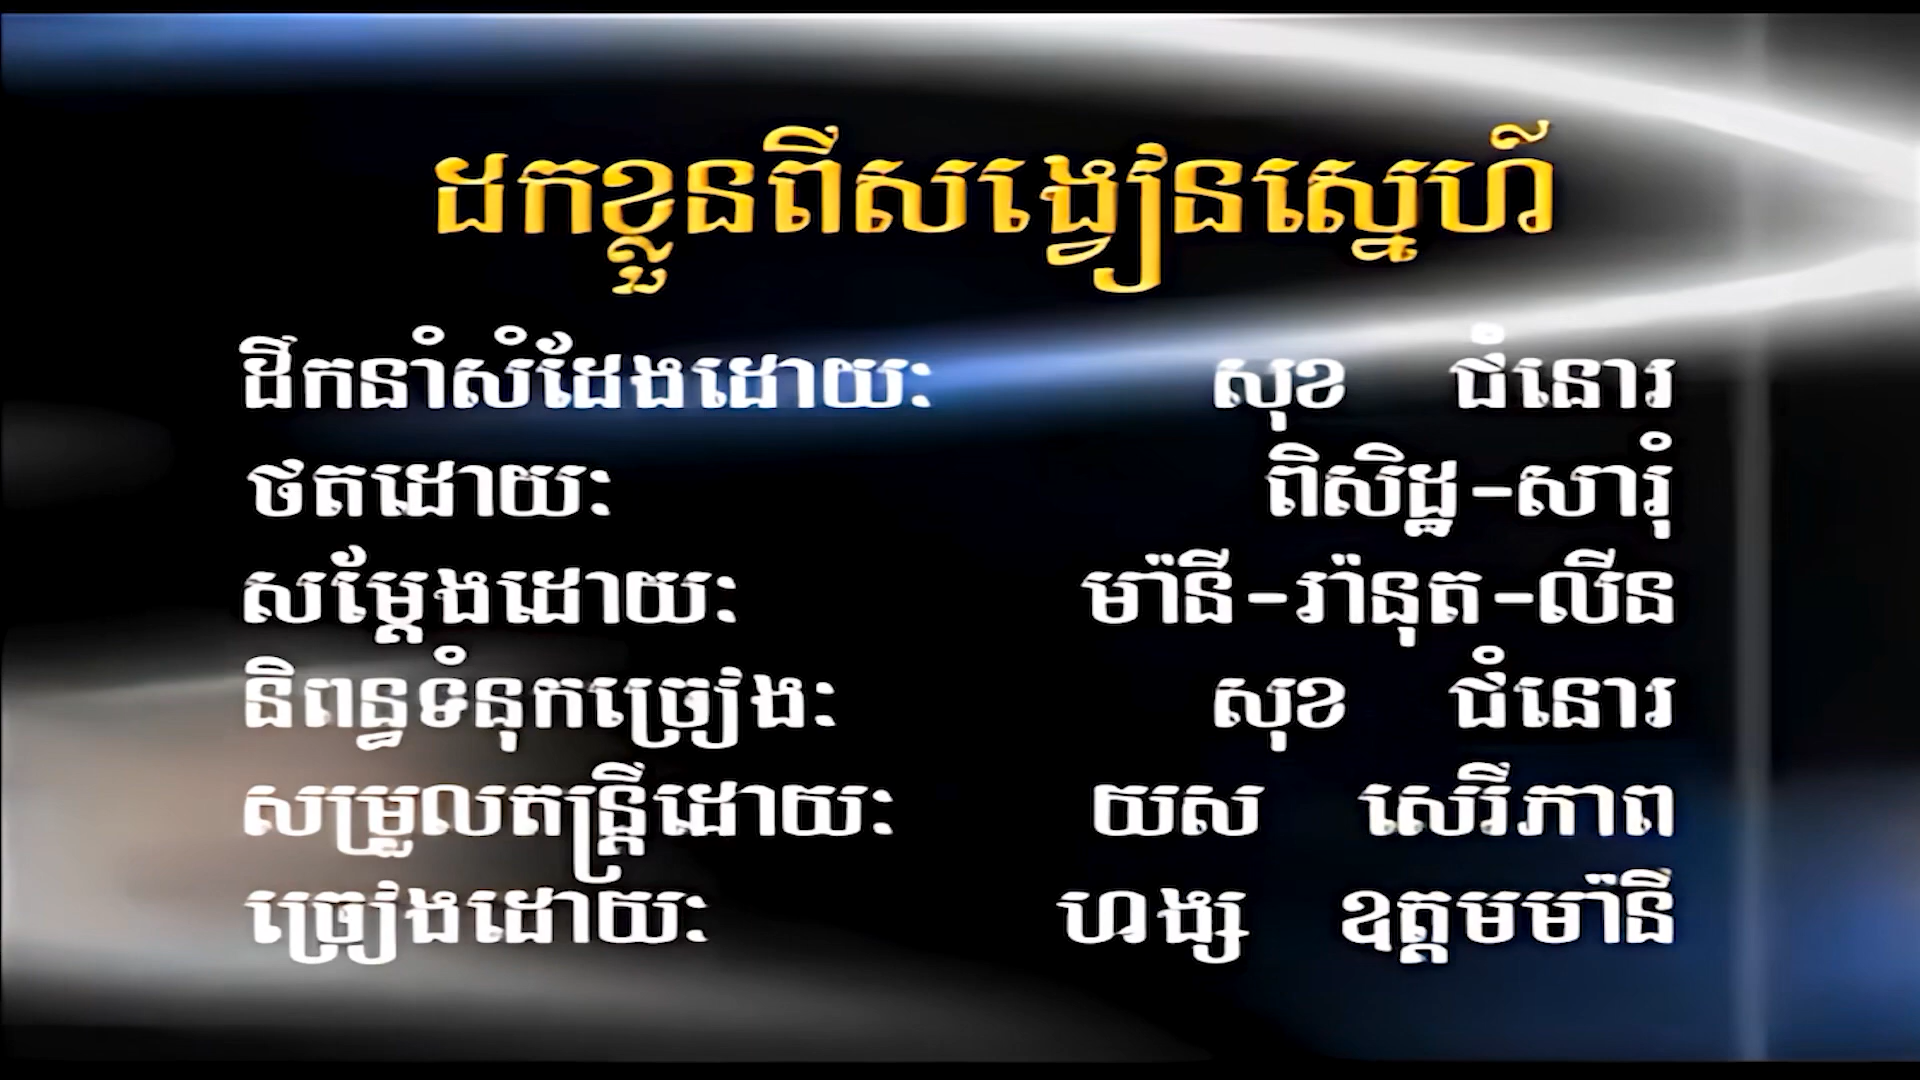 ដកខ្លួនពីសង្វៀនស្នេហ៍
ដឹកនាំសំដែងដោយ: សុខ ជំនោរ
ថតដោយ: ពិសិដ្ឋ-សារុំ
សម្ដែងដោយ: ម៉ានី-រ៉ានុត-លីន
និពន្ធទំនុកច្រៀង: សុខ ជំនោរ
សម្រួលតន្ត្រីដោយ: យស សេរីភាព
ច្រៀងដោយ: ហង្ស ឧត្តមម៉ានី